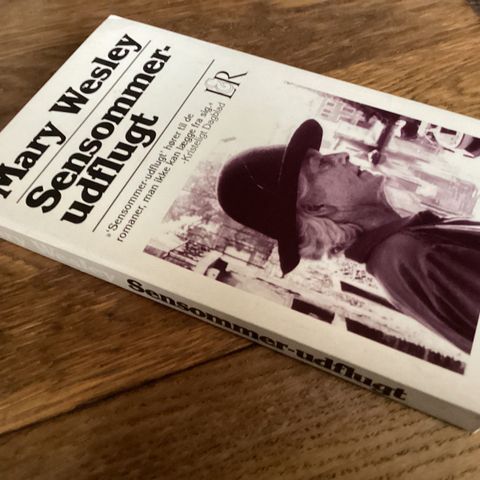 Mary Wesley
Sensommer-
udflugt
»'Sensommer-udflugt' hører til de
romaner, man ikke kan lægge fra sig.«
-Kristeligt Dagblad
Sensommer-udflugt